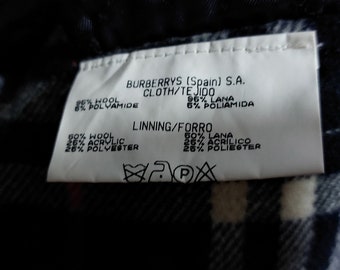 BURBERRYS (Spain) S.A.
CLOTH/TEJIDO
95% WOOL 95% LANA
5% POLYAMIDE 5% POLIAMIDA
LINNING/FORRO
50% WOOL 50% LANA
25% ACRYLIC 25% ACRILICO
25% POLYESTER 25% POLIESTER
P